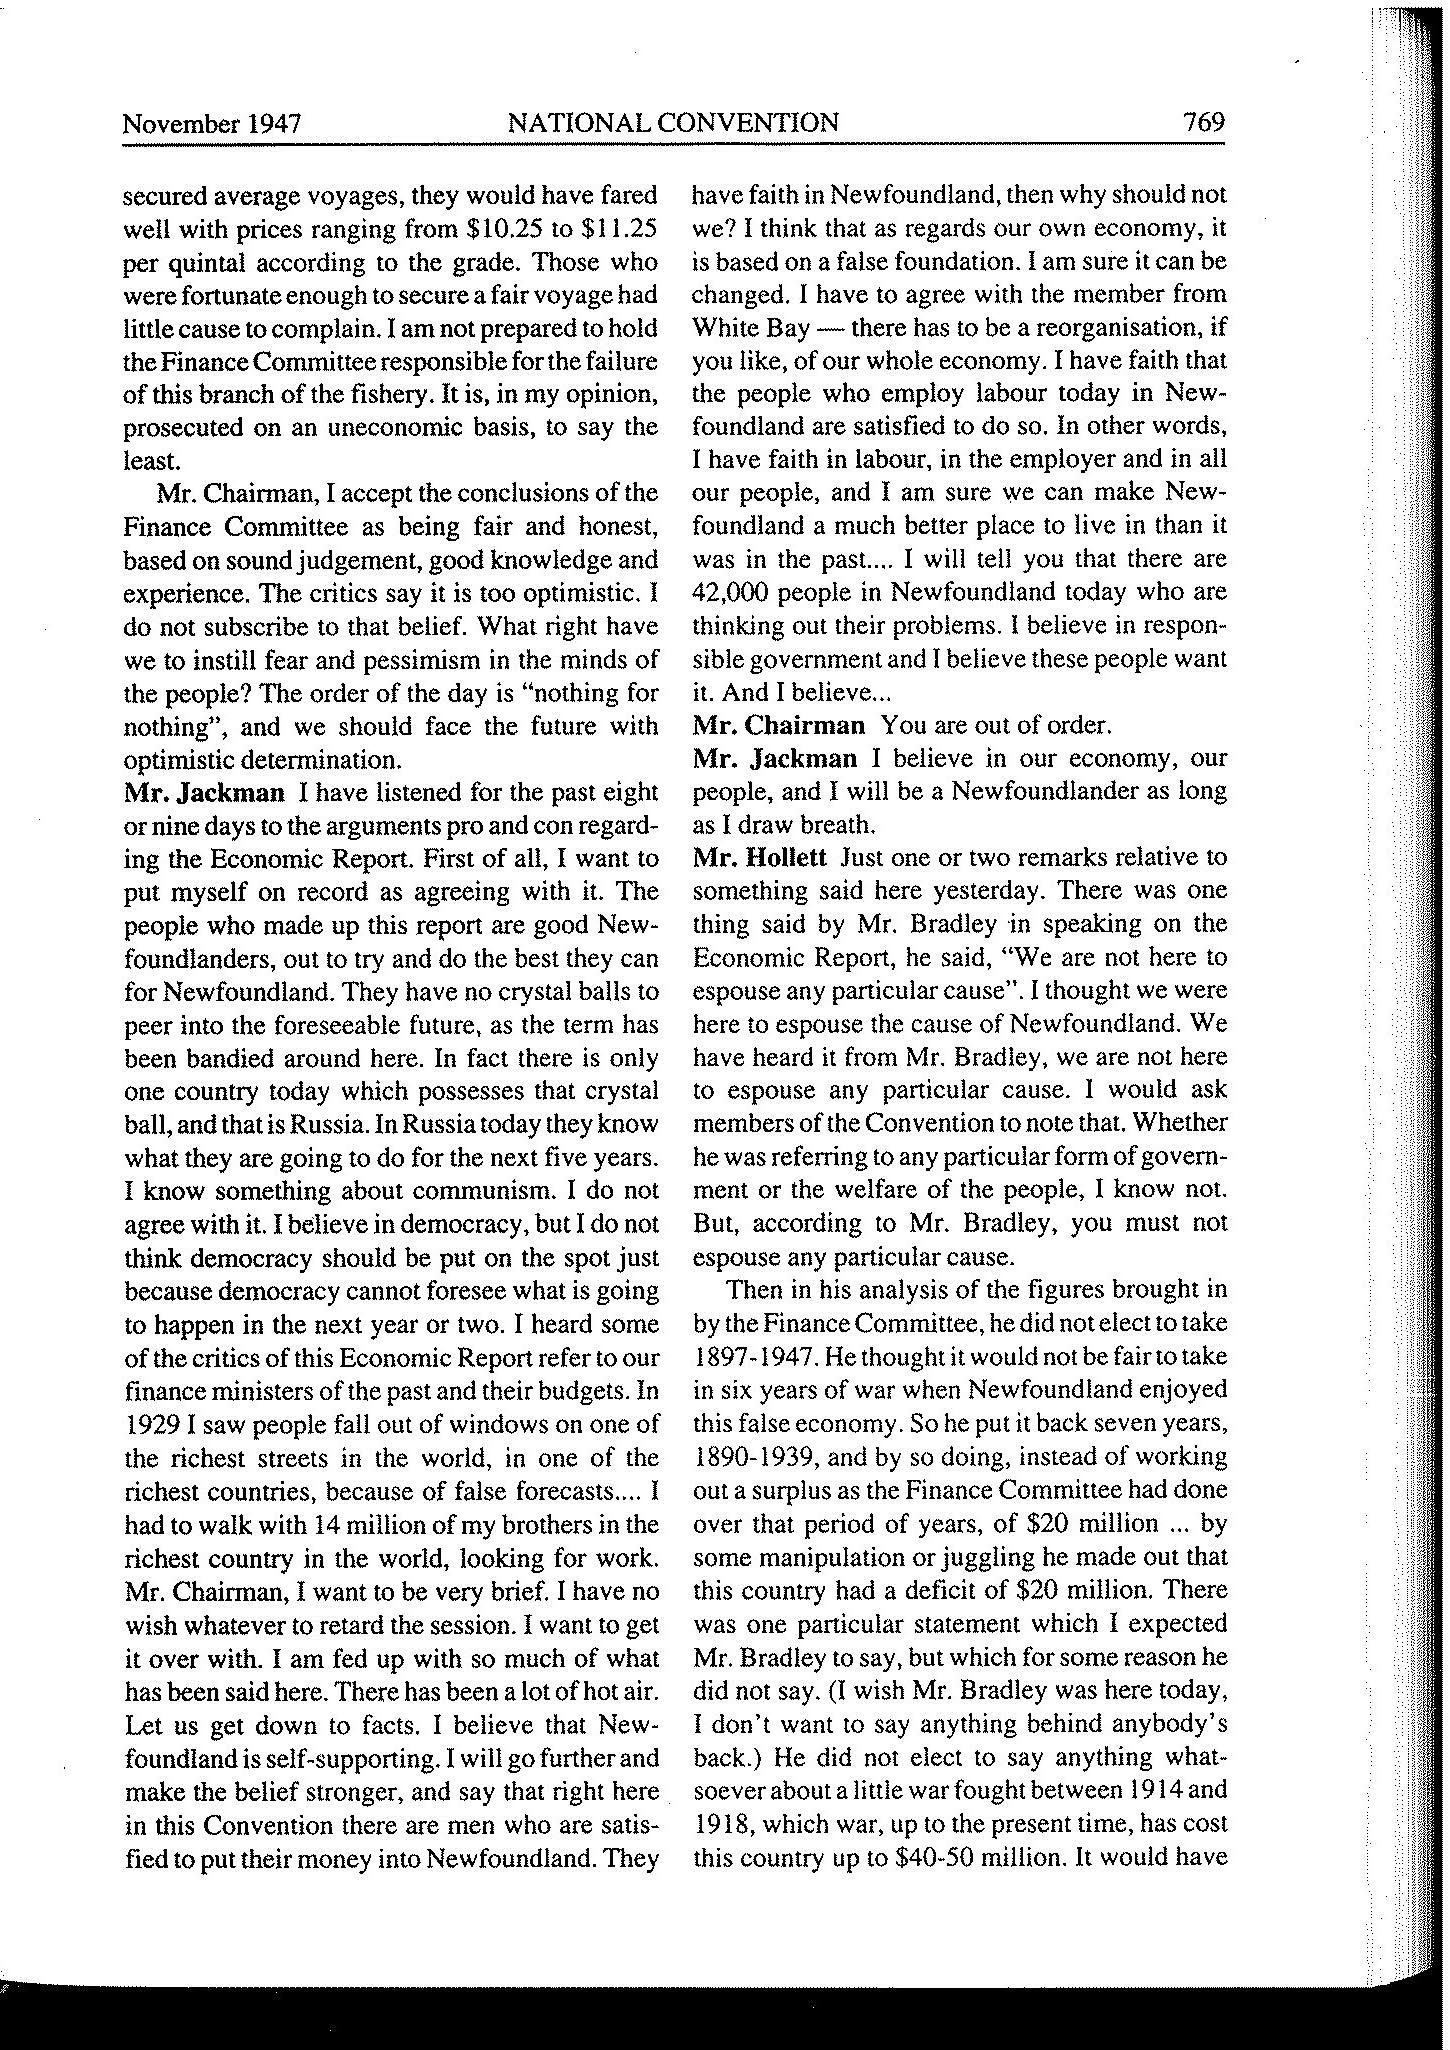 November 1947 NATIONAL CONVENTION 769
secured average voyages, they would have fared
well with prices ranging from $10.25 to $11.25
per quintal according to the grade. Those who
were fortunate enough to secure a fair voyage had
little cause to complain. I am not prepared to hold
the Finance Committee responsible for the failure
of this branch of the fishery. It is, in my opinion,
prosecuted on an uneconomic basis, to say the
least.
Mr. Chairman, I accept the conclusions of the
Finance Committee as being fair and honest,
based on sound judgement, good knowledge and
experience. The critics say it is too optimistic. I
do not subscribe to that belief. What right have
we to instill fear and pessimism in the minds of
the people? The order of the day is "nothing for
nothing", and we should face the future with
optimistic determination.
Mr. Jackman I have listened for the past eight
or nine days to the arguments pro and con regard-
ing the Economic Report. First of all, I want to
put myself on record as agreeing with it. The
people who made up this report are good New-
foundlanders, out to try and do the best they can
for Newfoundland. They have no crystal balls to
peer into the foreseeable future, as the term has
been bandied around here. In fact there is only
one country today which possesses that crystal
ball, and that is Russia. In Russia today they know
what they are going to do for the next five years.
I know something about communism. I do not
agree with it. I believe in democracy, but I do not
think democracy should be put on the spot just
because democracy cannot foresee what is going
to happen in the next year or two. I heard some
of the critics of this Economic Report refer to our
finance ministers of the past and their budgets. In
1929 I saw people fall out of windows on one of
the richest streets in the world, in one of the
richest countries, because of false forecasts.... I
had to walk with 14 million of my brothers in the
richest country in the world, looking for work.
Mr. Chairman, I want to be very brief. I have no
wish whatever to retard the session. I want to get
it over with. I am fed up with so much of what
has been said here. There has been a lot of hot air.
Let us get down to facts. I believe that New-
foundland is self-supporting. I will go further and
make the belief stronger, and say that right here
in this Convention there are men who are satis-
fied to put their money into Newfoundland. They
have faith in Newfoundland, then why should not
we? I think that as regards our own economy, it
is based on a false foundation. I am sure it can be
changed. I have to agree with the member from
White Bay — there has to be a reorganisation, if
you like, of our whole economy. I have faith that
the people who employ labour today in New-
foundland are satisfied to do so. In other words,
I have faith in labour, in the employer and in all
our people, and I am sure we can make New-
foundland a much better place to live in than it
was in the past.... I will tell you that there are
42,000 people in Newfoundland today who are
thinking out their problems. I believe in respon-
sible government and I believe these people want
it. And I believe...
Mr. Chairman You are out of order.
Mr. Jackman I believe in our economy, our
people, and I will be a Newfoundlander as long
as I draw breath.
Mr. Hollett Just one or two remarks relative to
something said here yesterday. There was one
thing said by Mr. Bradley in speaking on the
Economic Report, he said, "We are not here to
espouse any particular cause". I thought we were
here to espouse the cause of Newfoundland. We
have heard it from Mr. Bradley, we are not here
to espouse any particular cause. I would ask
members of the Convention to note that. Whether
he was referring to any particular form of govern-
ment or the welfare of the people, I know not.
But, according to Mr. Bradley, you must not
espouse any particular cause.
Then in his analysis of the figures brought in
by the Finance Committee, he did not elect to take
1897-1947. He thought it would not be fair to take
in six years of war when Newfoundland enjoyed
this false economy. So he put it back seven years,
1890-1939, and by so doing, instead of working
out a surplus as the Finance Committee had done
over that period of years, of $20 million ... by
some manipulation or juggling he made out that
this country had a deficit of $20 million. There
was one particular statement which I expected
Mr. Bradley to say, but which for some reason he
did not say. (I wish Mr. Bradley was here today,
I don't want to say anything behind anybody's
back.) He did not elect to say anything what-
soever about a little war fought between 1914 and
1918, which war, up to the present time, has cost
this country up to $40-50 million. It would have